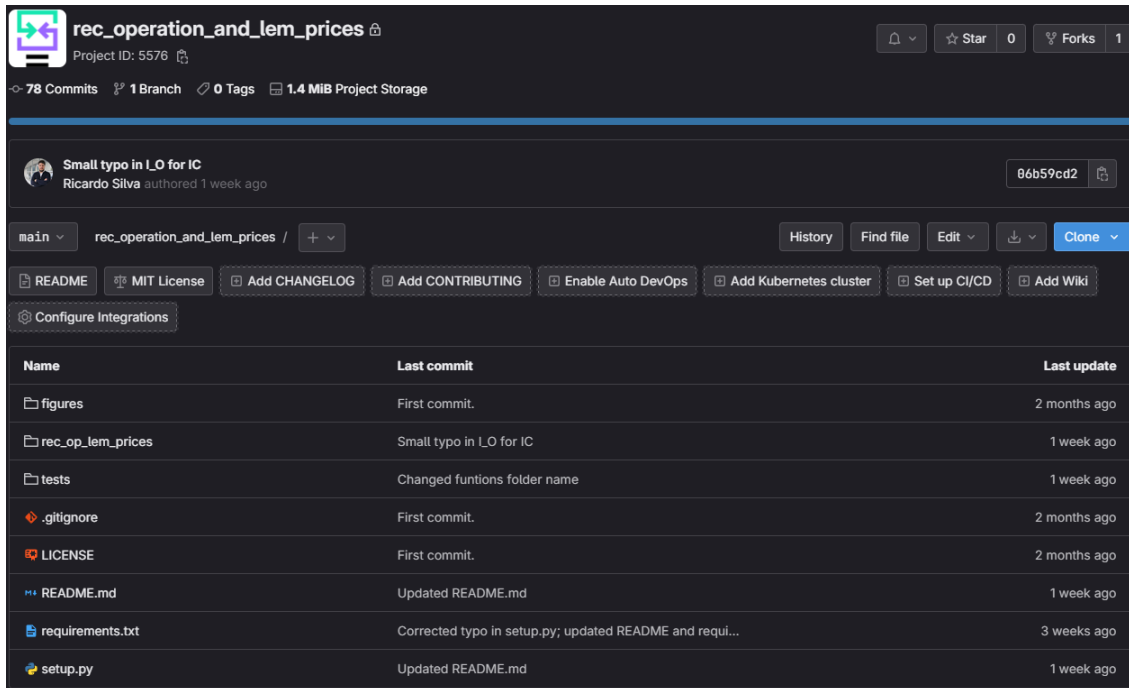 rec_operation_and_lem_prices
Star 0 Forks 1
Project ID: 5576
78 Commits 1 Branch 0 Tags 1.4 MiB Project Storage
Small typo in I_O for IC
Ricardo Silva authored 1 week ago
06b59cd2
main rec_operation_and_lem_prices / + History Find file Edit Clone
README MIT License Add CHANGELOG Add CONTRIBUTING Enable Auto DevOps Add Kubernetes cluster Set up CI/CD Add Wiki
Configure Integrations
Name Last commit Last update
figures First commit. 2 months ago
rec_op_lem_prices Small typo in I_O for IC 1 week ago
tests Changed funtions folder name 1 week ago
.gitignore First commit. 2 months ago
LICENSE First commit. 2 months ago
README.md Updated README.md 1 week ago
requirements.txt Corrected typo in setup.py; updated README and requi... 3 weeks ago
setup.py Updated README.md 1 week ago